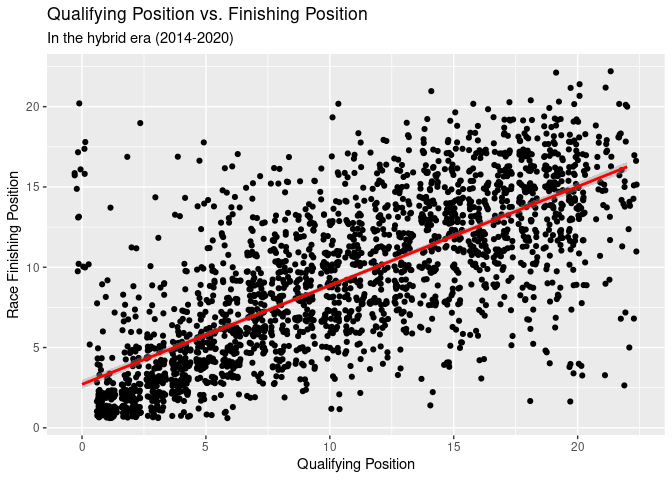 Qualifying Position vs. Finishing Position
In the hybrid era (2014-2020)
20
15
10
5
0
Race Finishing Position
0 5 10 15 20
Qualifying Position